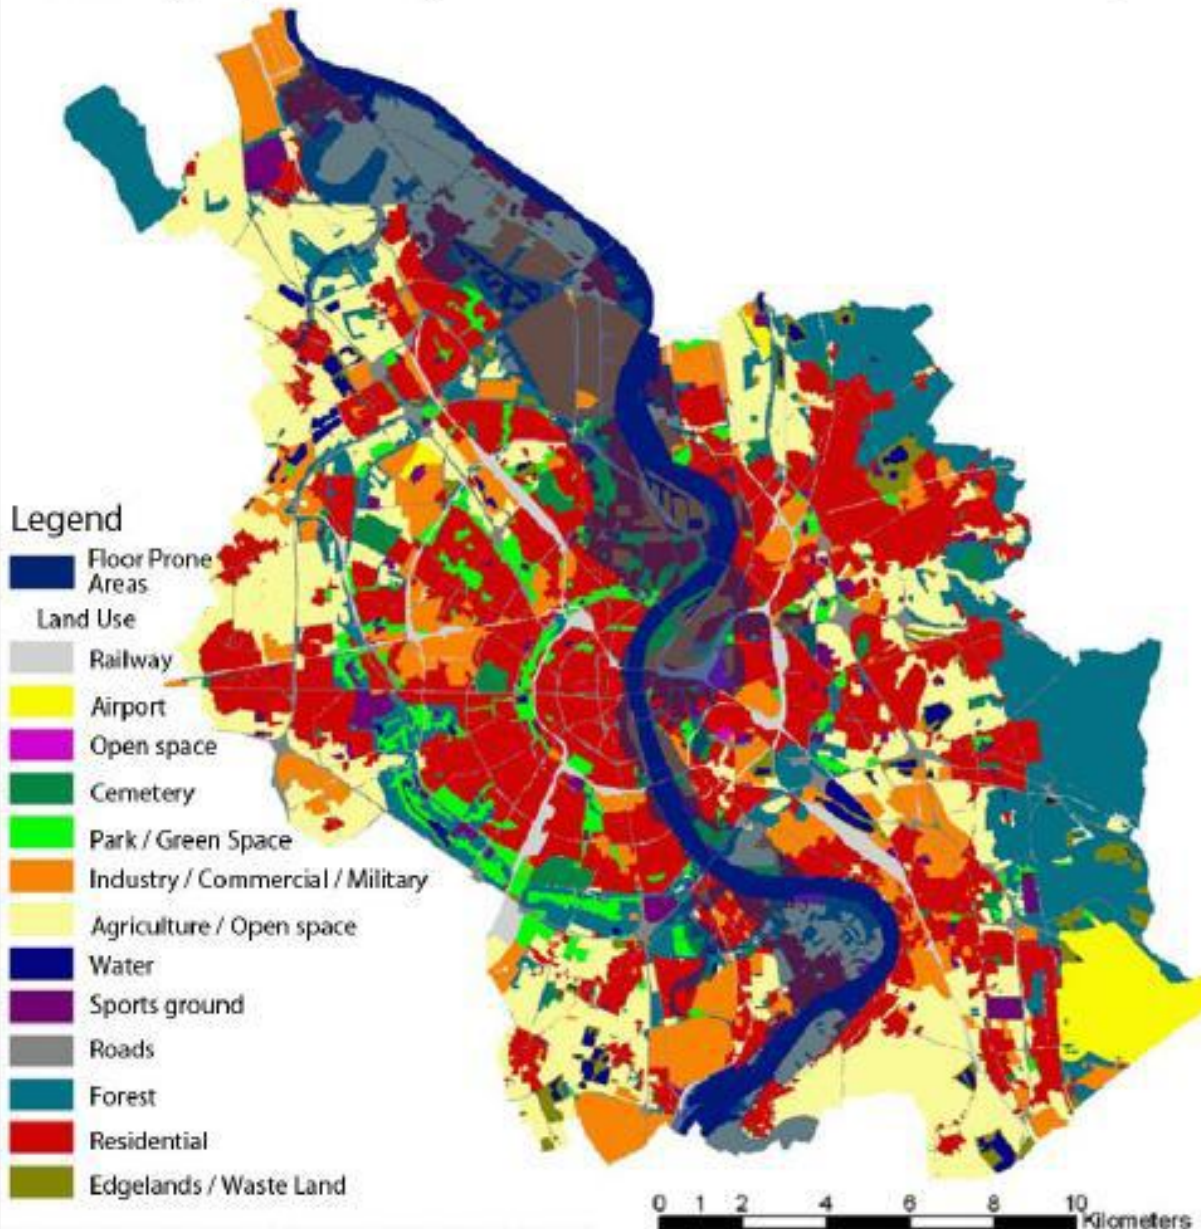 Legend
Floor Prone
Areas
Land Use
Railway
Airport
Open space
Cemetery
Park / Green Space
Industry / Commercial / Military
Agriculture / Open space
Water
Sports ground
Roads
Forest
Residential
Edgelands / Waste Land
0 1 2 4 6 8 10
Kilometers